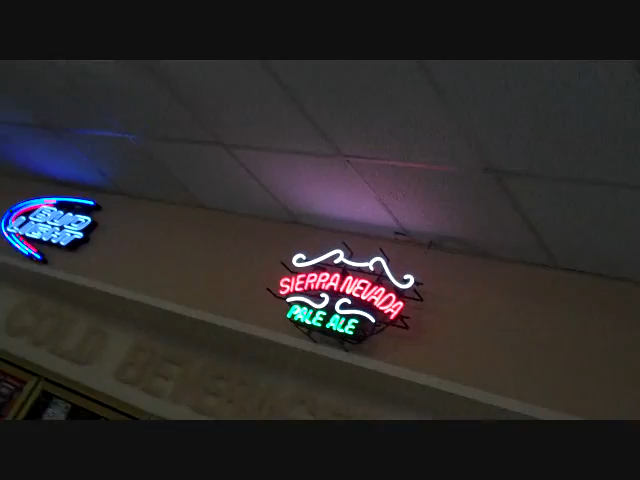 BUD
LIGHT
SIERRA NEVADA
PALE ALE
COLD BEVERAGES